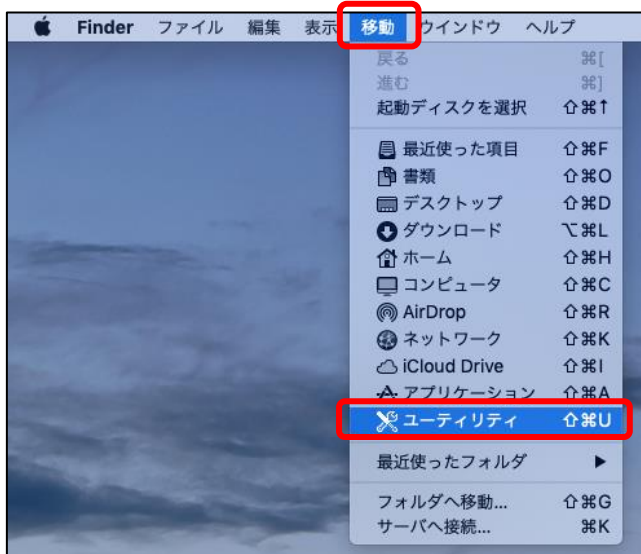 Finder ファイル 編集 表示 移動 ウインドウ ヘルプ
戻る ⌘[
進む ⌘]
起動ディスクを選択 ⇧⌘↑
最近使った項目 ⇧⌘F
書類 ⇧⌘O
デスクトップ ⇧⌘D
ダウンロード ⌥⌘L
ホーム ⇧⌘H
コンピュータ ⇧⌘C
AirDrop ⇧⌘R
ネットワーク ⇧⌘K
iCloud Drive ⇧⌘I
アプリケーション ⇧⌘A
ユーティリティ ⇧⌘U
最近使ったフォルダ ▶
フォルダへ移動... ⇧⌘G
サーバへ接続... ⌘K